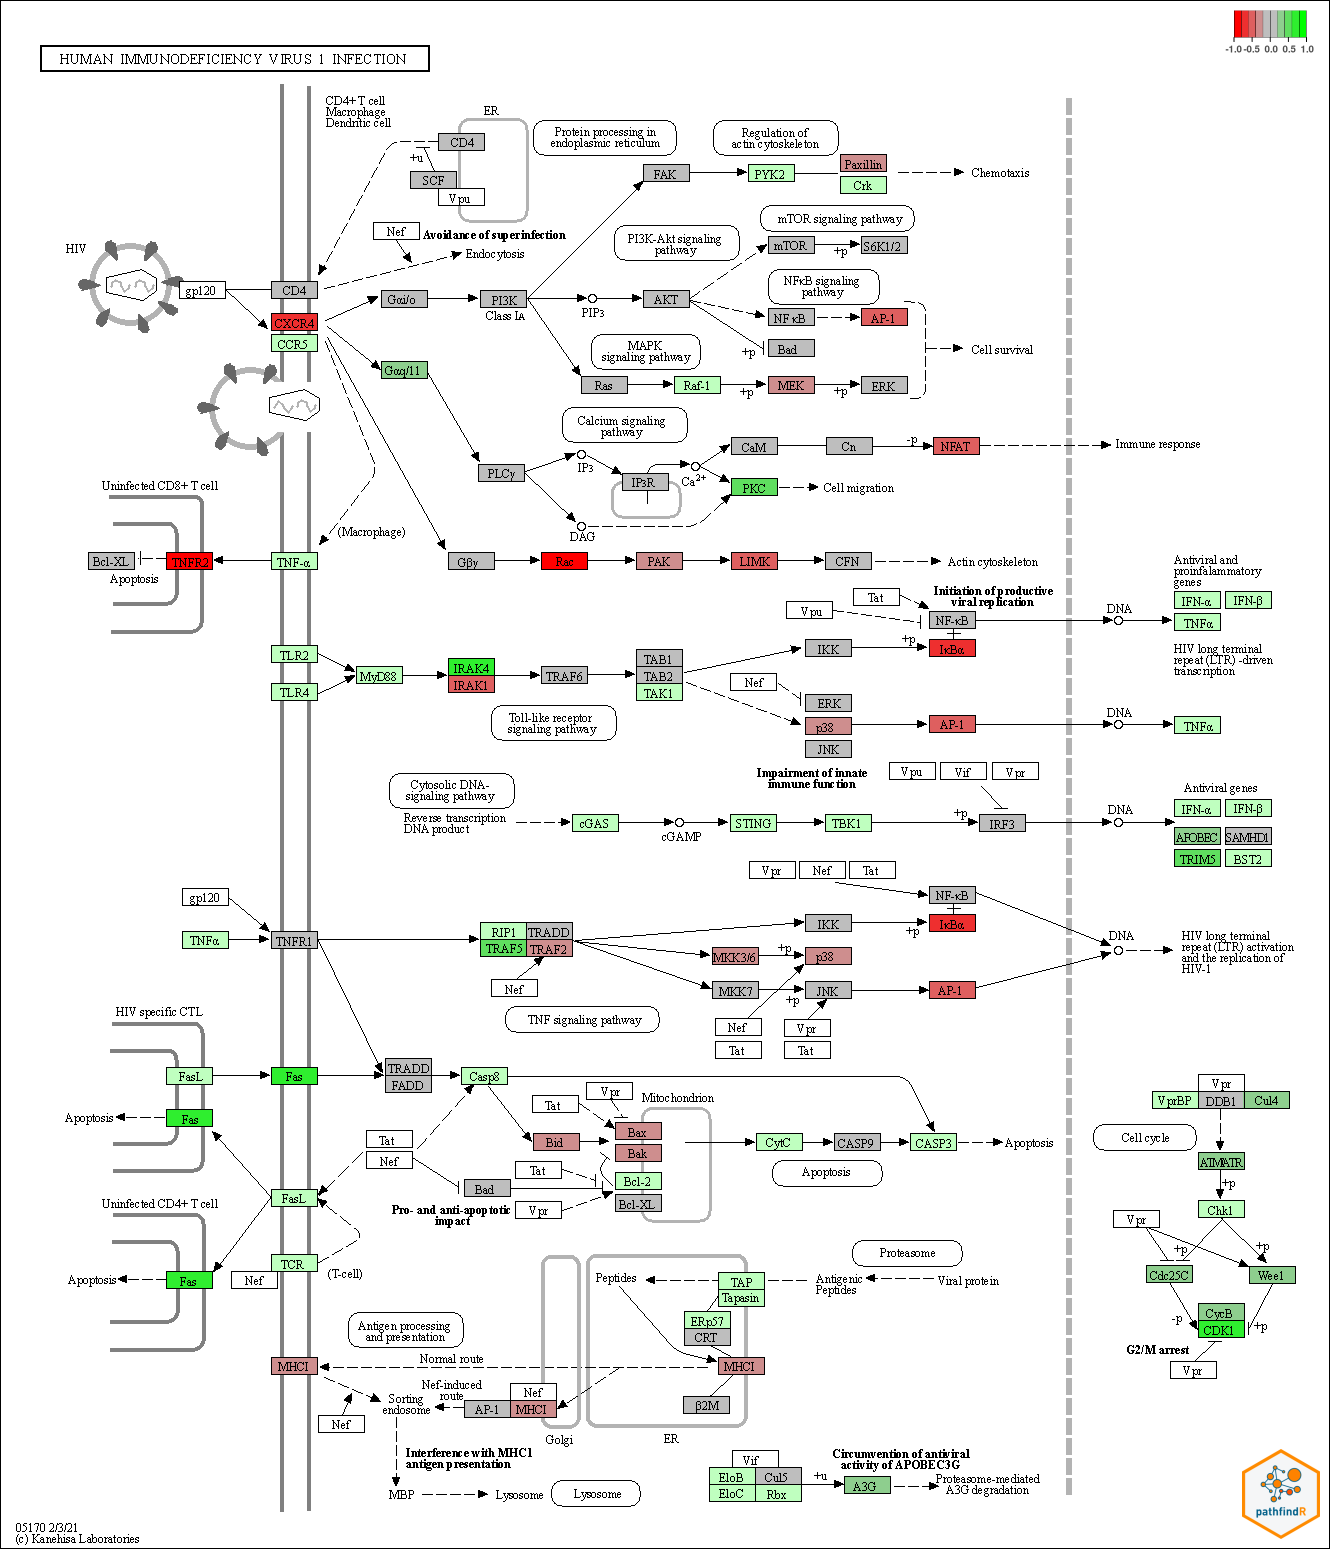 -1.0 -0.5 0.0 0.5 1.0
HUMAN IMMUNODEFICIENCY VIRUS 1 INFECTION
CD4+ T cell
Macrophage
Dendritic cell
ER
CD4
+u
SCF
Vpu
Protein processing in
endoplasmic reticulum
Regulation of
actin cytoskeleton
FAK
PYK2
Paxillin
Crk
Chemotaxis
HIV
Nef
Avoidance of superinfection
Endocytosis
PI3K-Akt signaling
pathway
mTOR signaling pathway
mTOR
+p
S6K1/2
gp120
CD4
CXCR4
CCR5
Gαi/o
PI3K
Class IA
PIP3
AKT
NFκB signaling
pathway
NFκB
AP-1
+p
Bad
Cell survival
MAPK
signaling pathway
Gαq/11
Ras
Raf-1
+p
MEK
+p
ERK
Calcium signaling
pathway
PLCγ
IP3
IP3R
Ca2+
CaM
Cn
-p
NFAT
Immune response
PKC
Cell migration
DAG
Uninfected CD8+ T cell
(Macrophage)
Bcl-XL
TNFR2
TNF-α
Apoptosis
Gβγ
Rac
PAK
LIMK
CFN
Actin cytoskeleton
Antiviral and
proinfalammatory
genes
IFN-α
IFN-β
TNFα
Initiation of productive
viral replication
Tat
Vpu
NF-κB
+p
IKK
IκBα
DNA
HIV long terminal
repeat (LTR) -driven
transcription
TLR2
TLR4
MyD88
IRAK4
IRAK1
TRAF6
TAB1
TAB2
TAK1
Nef
ERK
p38
JNK
AP-1
DNA
TNFα
Toll-like receptor
signaling pathway
Impairment of innate
immune function
Vpu
Vif
Vpr
Cytosolic DNA-
signaling pathway
Reverse transcription
DNA product
cGAS
cGAMP
STING
TBK1
+p
IRF3
DNA
Antiviral genes
IFN-α
IFN-β
APOBEC
SAMHD1
TRIM5
BST2
Vpr
Nef
Tat
gp120
TNFα
TNFR1
RIP1
TRADD
TRAF5
TRAF2
Nef
IKK
+p
NF-κB
IκBα
MKK3/6
+p
p38
MKK7
+p
JNK
AP-1
DNA
HIV long terminal
repeat (LTR) activation
and the replication of
HIV-1
TNF signaling pathway
Nef
Tat
Vpr
Tat
HIV specific CTL
FasL
Fas
Fas
Apoptosis
TRADD
FADD
Casp8
Vpr
Tat
Mitochondrion
Bid
Bax
Bak
Tat
Bcl-2
Bcl-XL
Vpr
Tat
Nef
Bad
Pro- and anti-apoptotic
impact
CytC
CASP9
CASP3
Apoptosis
Apoptosis
Vpr
VprBP
DDB1
Cul4
Cell cycle
ATM/ATR
+p
Chk1
Vpr
+p
+p
Cdc25C
Wee1
CycB
CDK1
-p
+p
G2/M arrest
Vpr
Uninfected CD4+ T cell
FasL
TCR
(T-cell)
Nef
Fas
Apoptosis
Proteasome
Peptides
TAP
Tapasin
Antigenic
Peptides
Viral protein
ERp57
CRT
MHCI
β2M
Antigen processing
and presentation
MHCI
Normal route
Nef-induced
route
Sorting
endosome
AP-1
Nef
MHCI
Nef
Golgi
ER
Interference with MHC1
antigen presentation
MBP
Lysosome
Lysosome
Vif
EloB
Cul5
EloC
Rbx
+u
A3G
Circumvention of antiviral
activity of APOBEC3G
Proteasome-mediated
A3G degradation
pathfindR
05170 2/3/21
(c) Kanehisa Laboratories